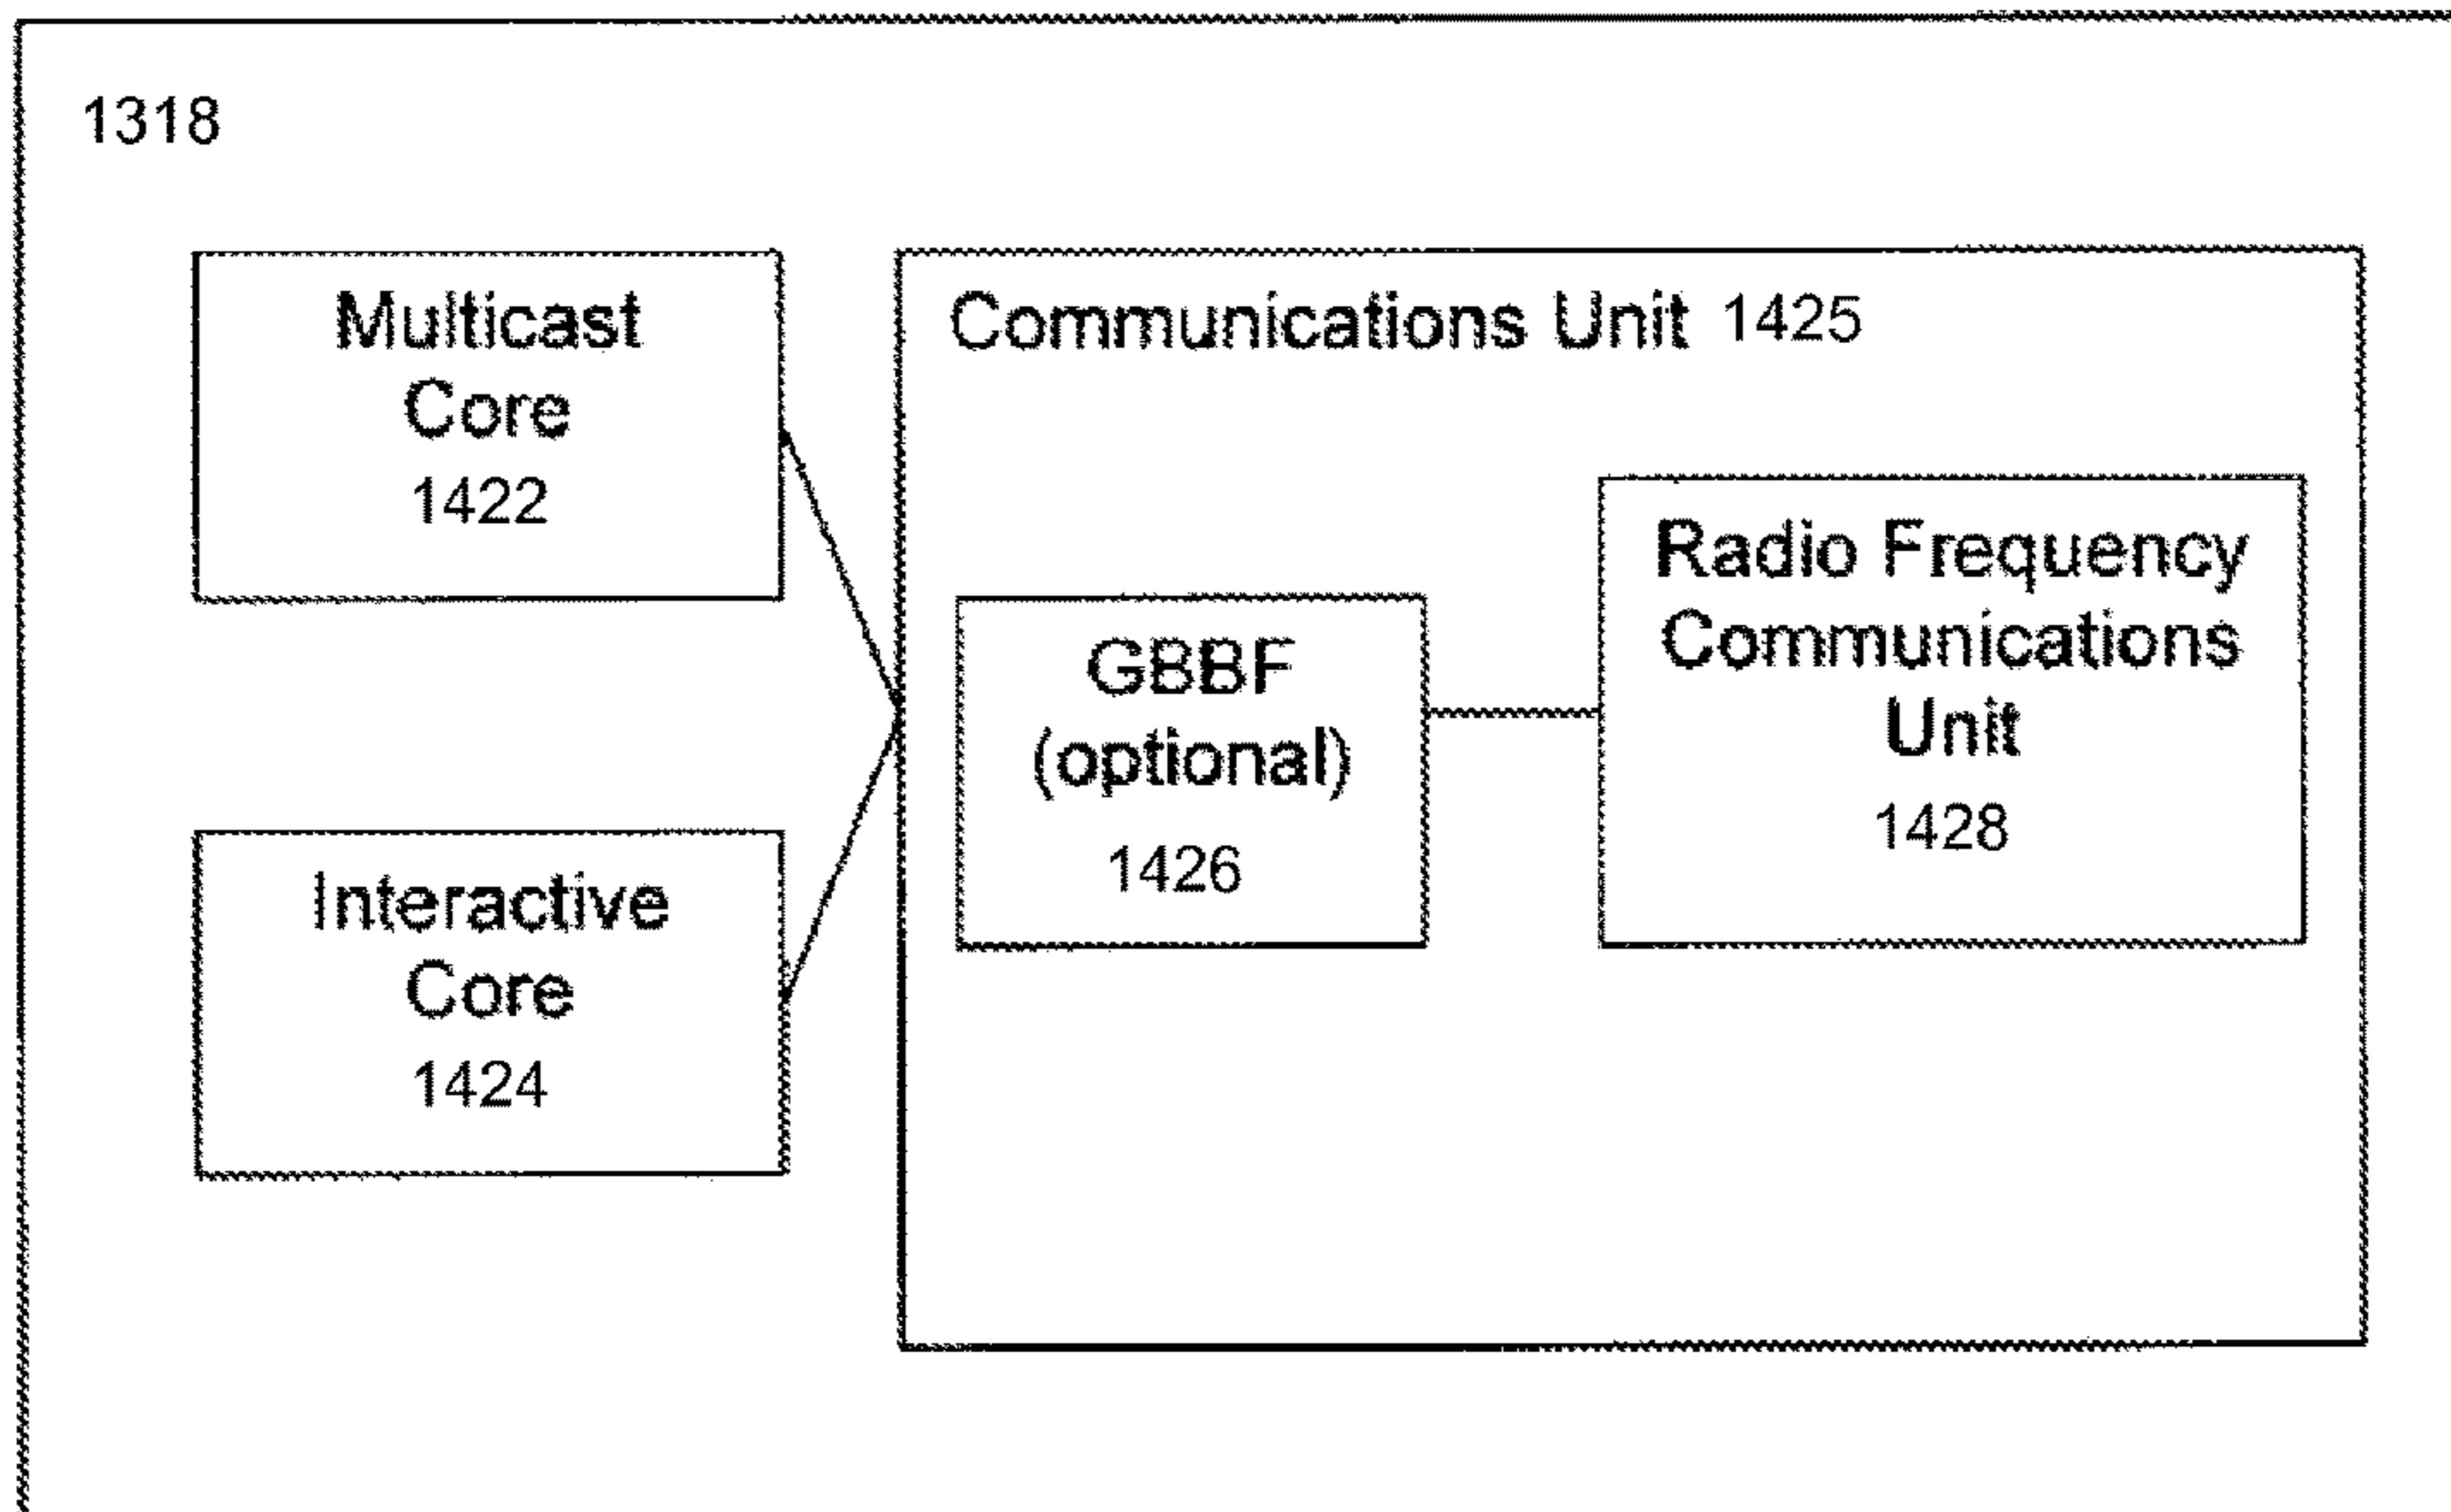 1318
Multicast
Core
1422
Communications Unit 1425
Radio Frequency
Communications
Unit
1428
GBBF
(optional)
1426
Interactive
Core
1424